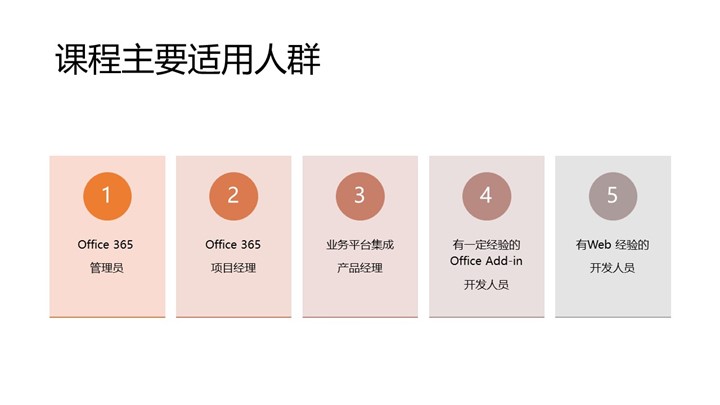 课程主要适用人群
1
Office 365
管理员
2
Office 365
项目经理
3
业务平台集成
产品经理
4
有一定经验的
Office Add-in
开发人员
5
有Web 经验的
开发人员